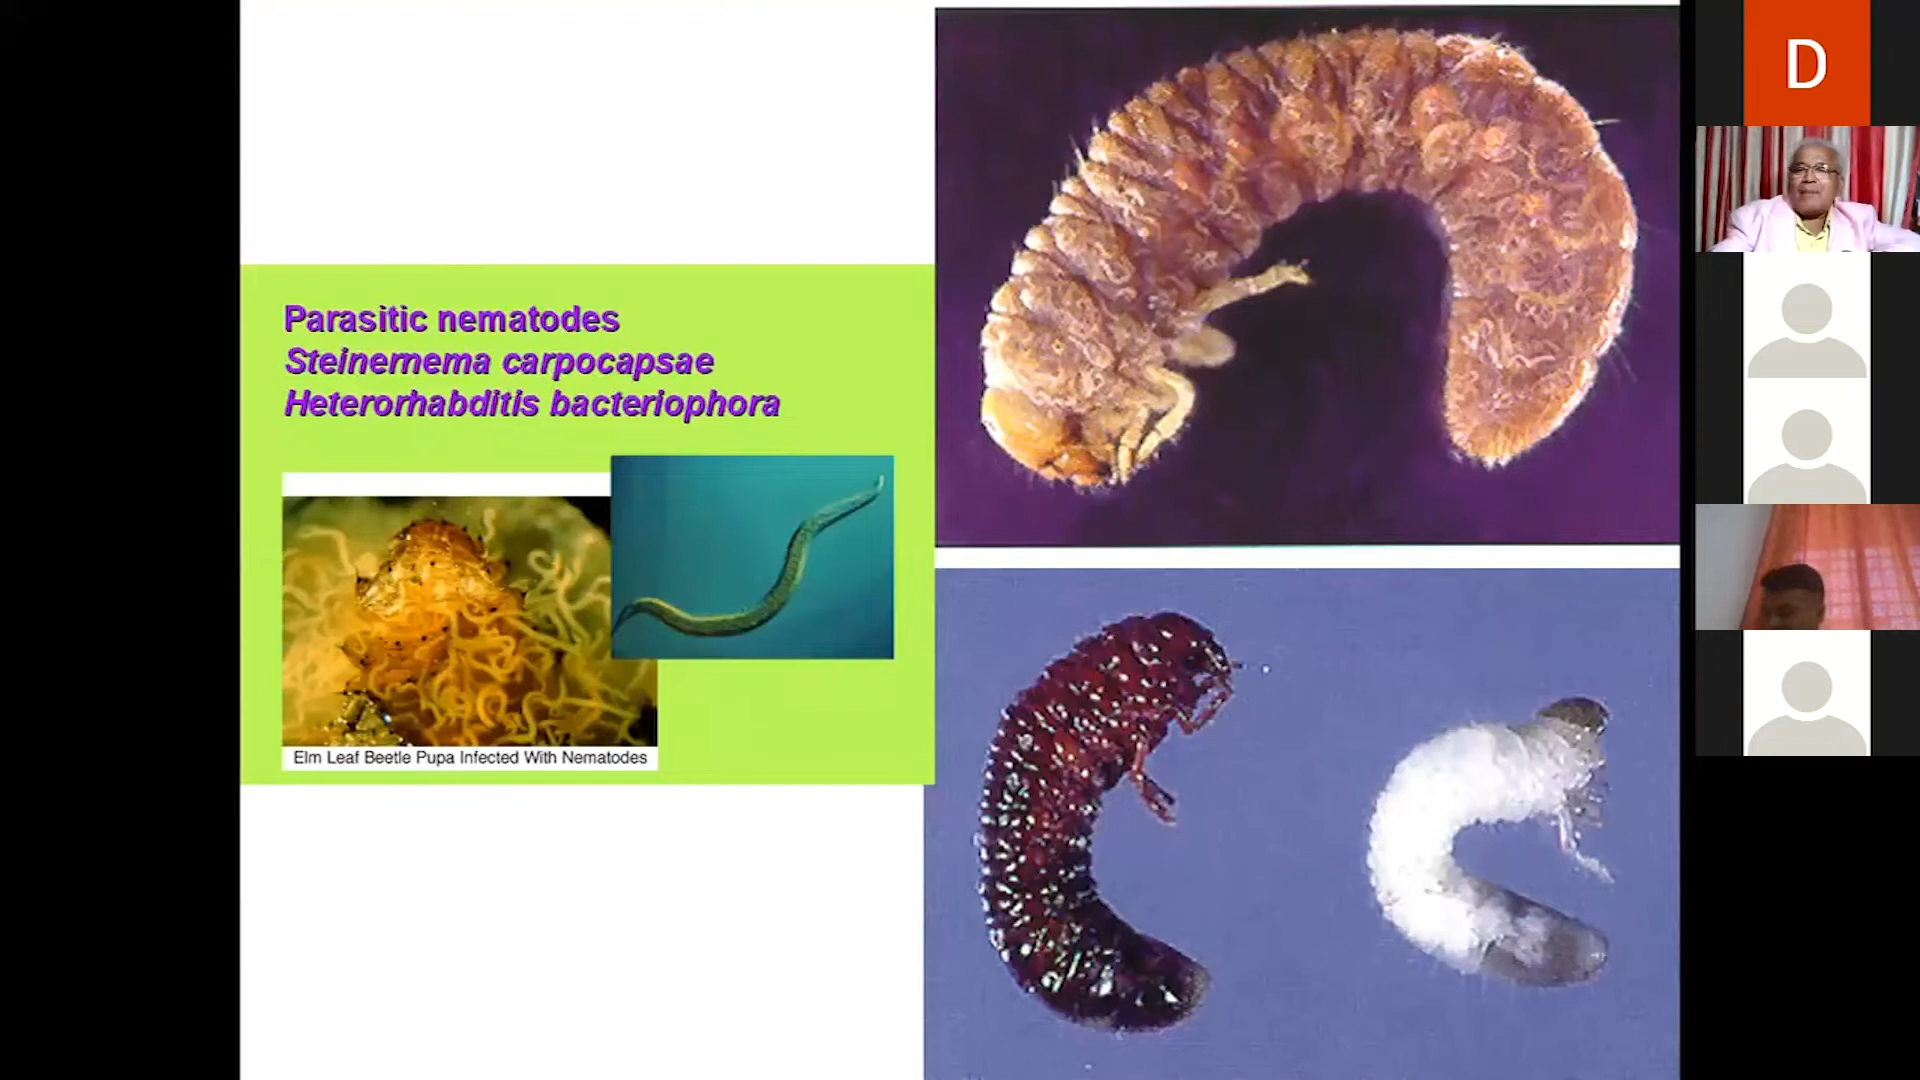 Parasitic nematodes
Steinernema carpocapsae
Heterorhabditis bacteriophora
Elm Leaf Beetle Pupa Infected With Nematodes
D